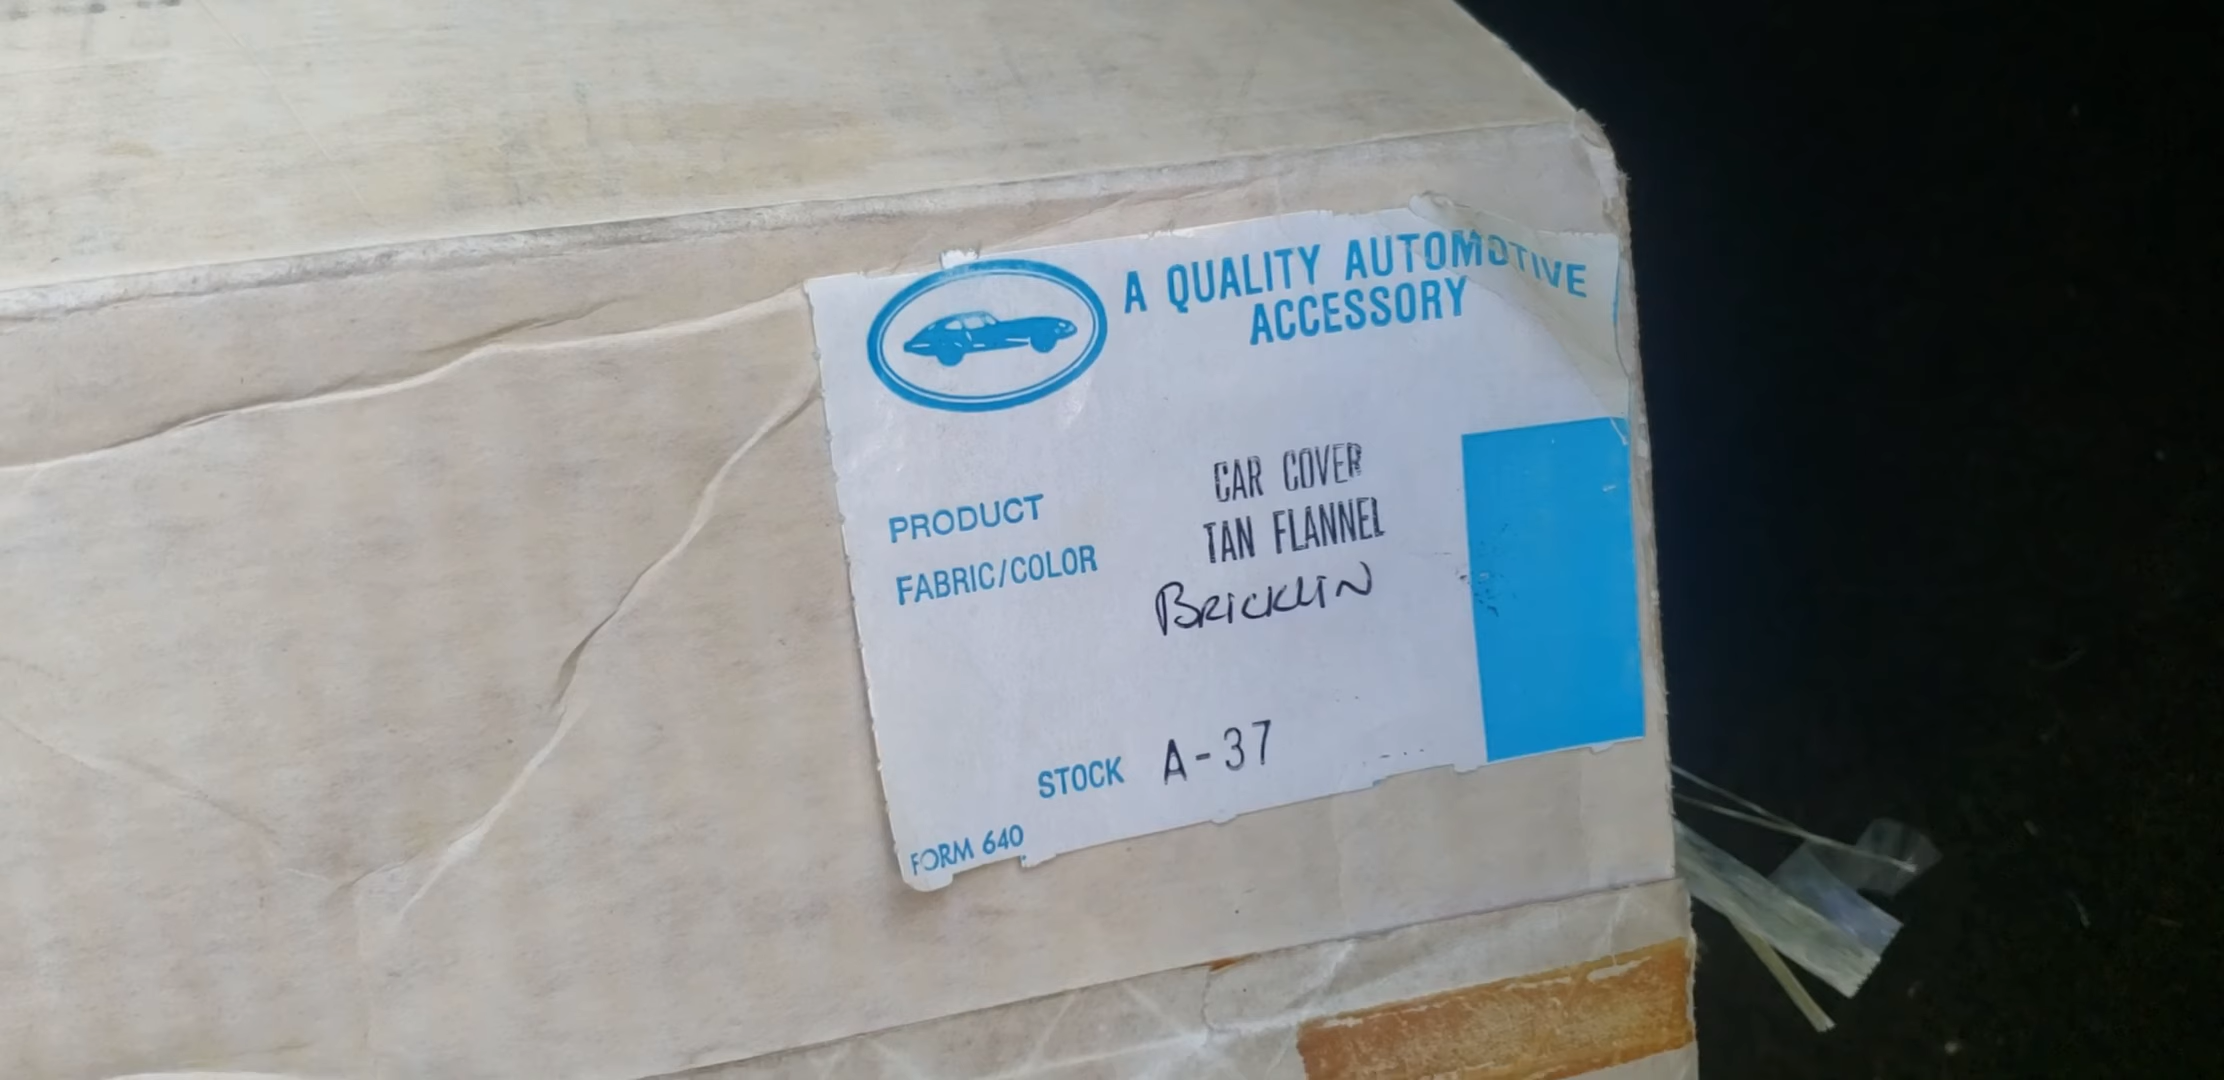 A QUALITY AUTOMOTIVE
ACCESSORY
PRODUCT CAR COVER
FABRIC/COLOR TAN FLANNEL
BRICKLIN
STOCK A-37
FORM 640